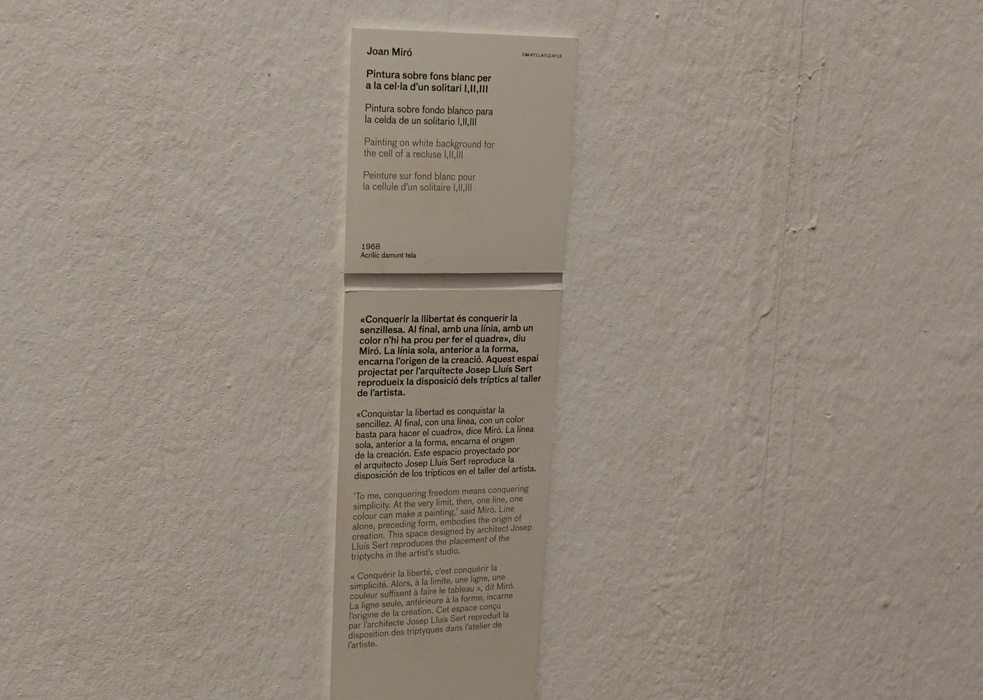 Joan Miró
Pintura sobre fons blanc per
a la cel·la d'un solitari I,II,III
Pintura sobre fondo blanco para
la celda de un solitario I,II,III
Painting on white background for
the cell of a recluse I,II,III
Peinture sur fond blanc pour
la cellule d'un solitaire I,II,III
1968
Acrílic damunt tela
«Conquerir la llibertat és conquerir la
senzillesa. Al final, amb una línia, amb un
color n'hi ha prou per fer el quadre», diu
Miró. La línia sola, anterior a la forma,
encarna l'origen de la creació. Aquest espai
projectat per l'arquitecte Josep Lluís Sert
reprodueix la disposició dels tríptics al taller
de l'artista.
«Conquistar la libertad es conquistar la
sencillez. Al final, con una línea, con un color
basta para hacer el cuadro», dice Miró. La línea
sola, anterior a la forma, encarna el origen
de la creación. Este espacio proyectado por
el arquitecto Josep Lluís Sert reproduce la
disposición de los trípticos en el taller del artista.
'To me, conquering freedom means conquering
simplicity. At the very limit, then, one line, one
colour can make a painting,' said Miró. Line
alone, preceding form, embodies the origin of
creation. This space designed by architect Josep
Lluís Sert reproduces the placement of the
triptychs in the artist's studio.
« Conquérir la liberté, c'est conquérir la
simplicité. Alors, à la limite, une ligne, une
couleur suffisent à faire le tableau », dit Miró.
La ligne seule, antérieure à la forme, incarne
l'origine de la création. Cet espace conçu
par l'architecte Josep Lluís Sert reproduit la
disposition des triptyques dans l'atelier de
l'artiste.